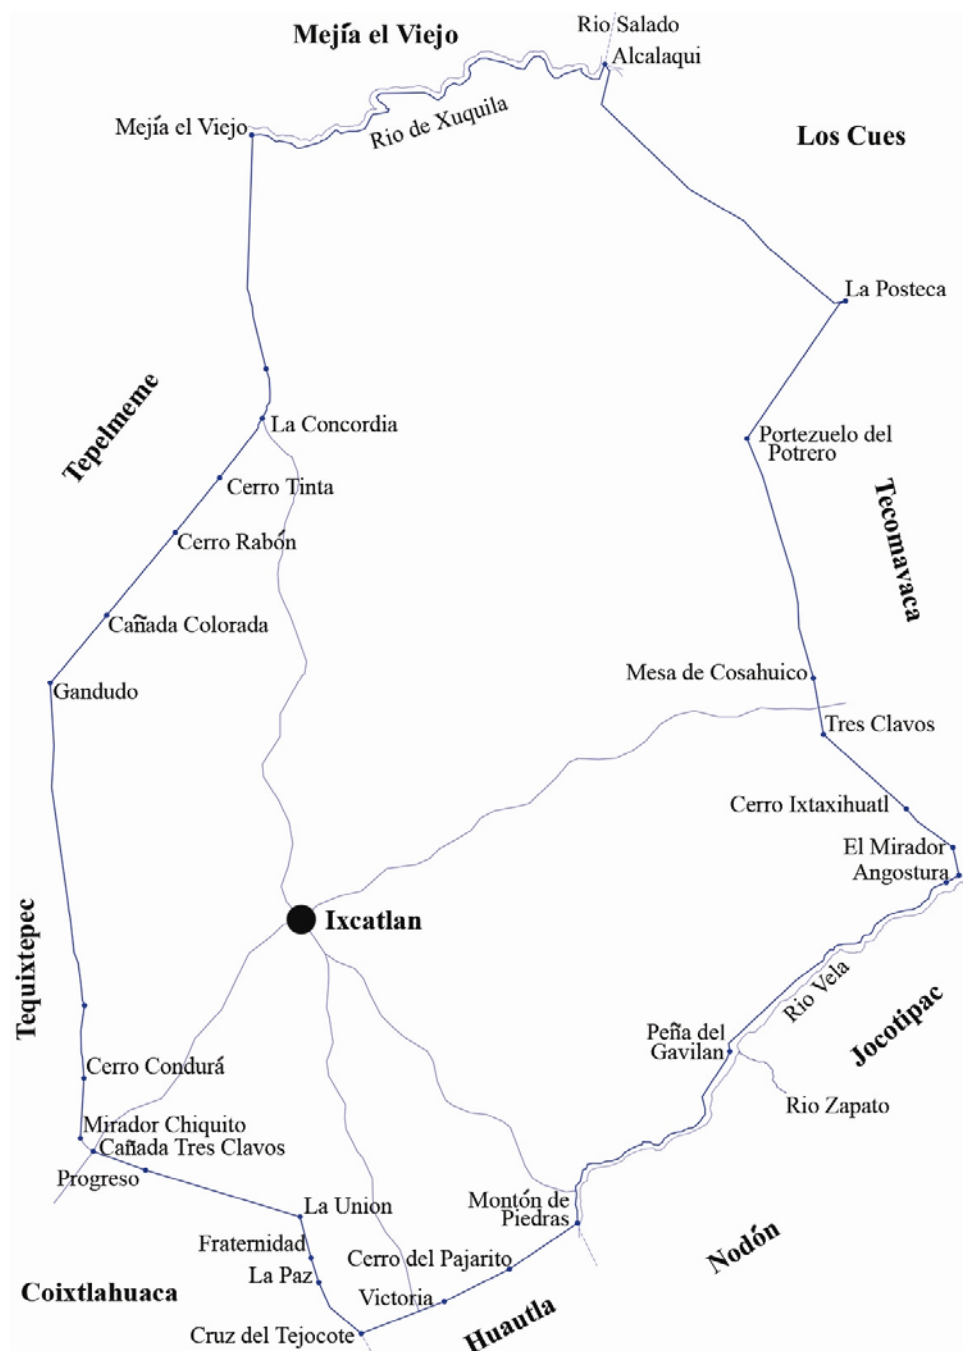 Rio Salado
Mejía el Viejo
Alcalaqui
Rio de Xuquila
Mejía el Viejo
Los Cues
La Posteca
Tepelmeme
La Concordia
Portezuelo del
Potrero
Cerro Tinta
Tecomavaca
Cerro Rabón
Cañada Colorada
Mesa de Cosahuico
Gandudo
Tres Clavos
Cerro Ixtaxihuatl
El Mirador
Angostura
Ixcatlan
Tequixtepec
Rio Vela
Jocotipac
Peña del
Gavilan
Cerro Condurá
Rio Zapato
Mirador Chiquito
Cañada Tres Clavos
Progreso
La Union
Montón de
Piedras
Nodón
Fraternidad
Cerro del Pajarito
La Paz
Coixtlahuaca
Victoria
Huautla
Cruz del Tejocote